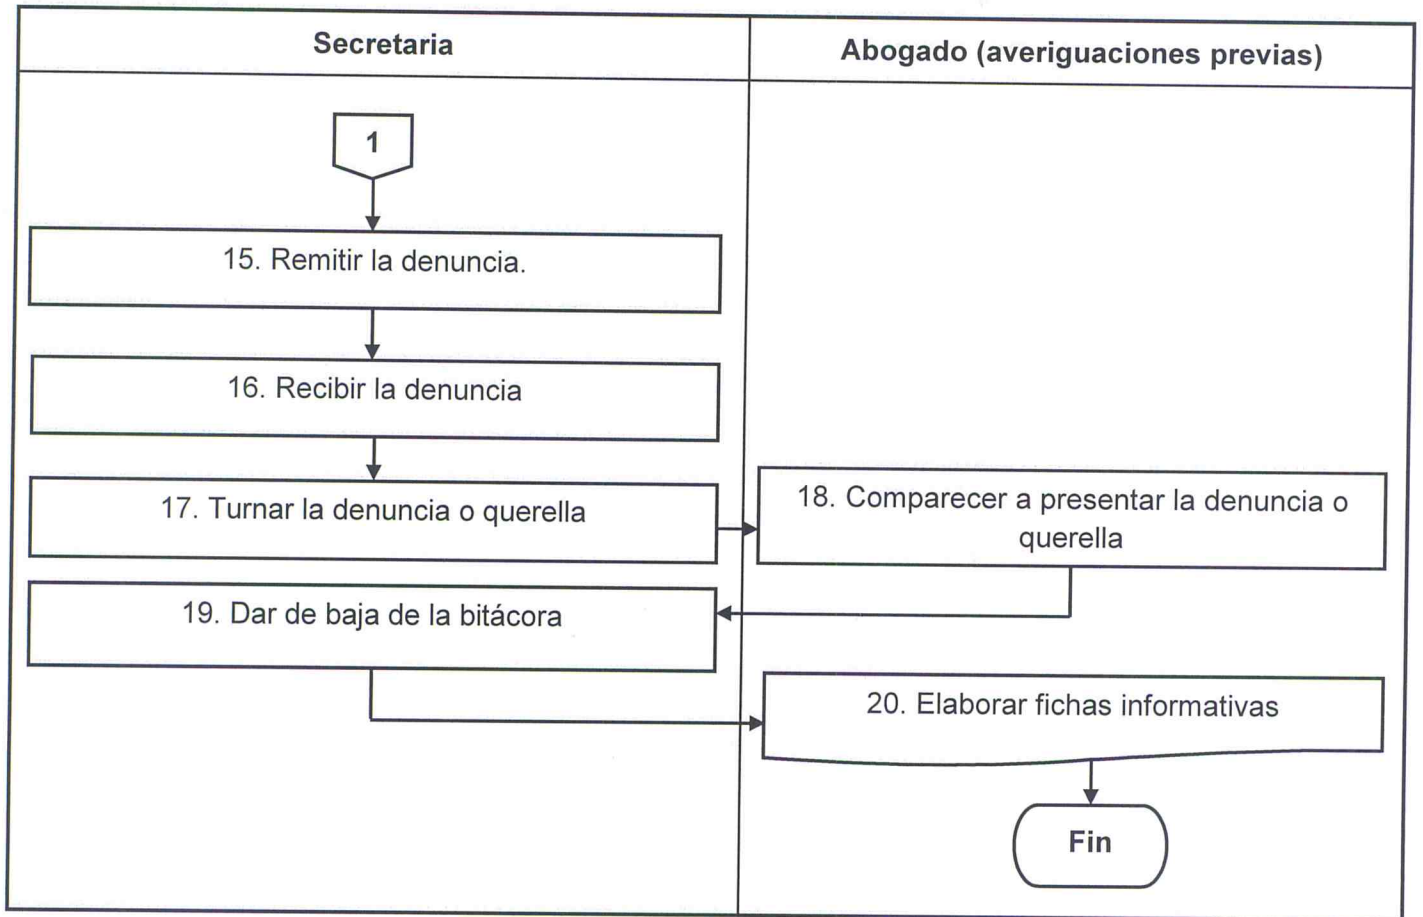 Secretaria
Abogado (averiguaciones previas)
1
15. Remitir la denuncia.
16. Recibir la denuncia
17. Turnar la denuncia o querella
18. Comparecer a presentar la denuncia o
querella
19. Dar de baja de la bitácora
20. Elaborar fichas informativas
Fin